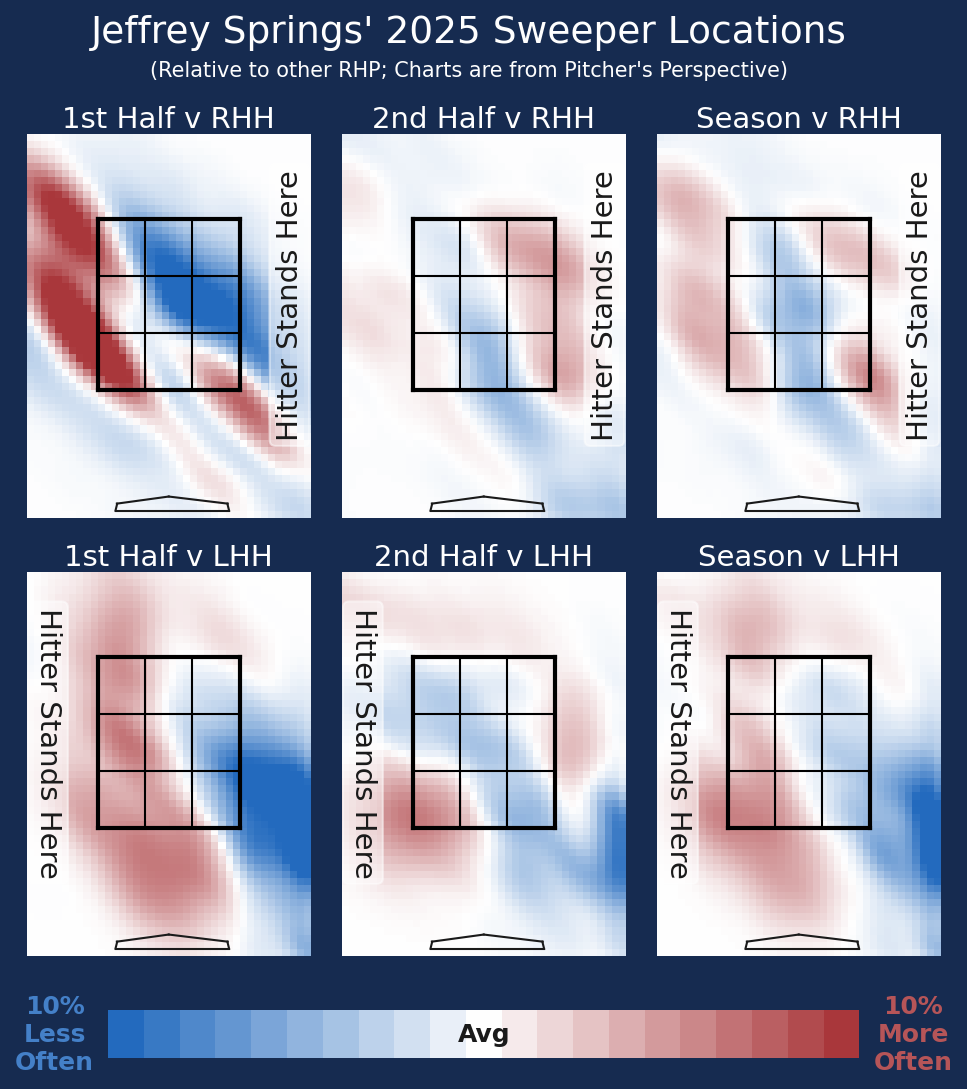 Jeffrey Springs' 2025 Sweeper Locations
(Relative to other RHP; Charts are from Pitcher's Perspective)
1st Half v RHH
2nd Half v RHH
Season v RHH
Hitter Stands Here
Hitter Stands Here
Hitter Stands Here
1st Half v LHH
2nd Half v LHH
Season v LHH
Hitter Stands Here
Hitter Stands Here
Hitter Stands Here
10%
Less
Often
Avg
10%
More
Often